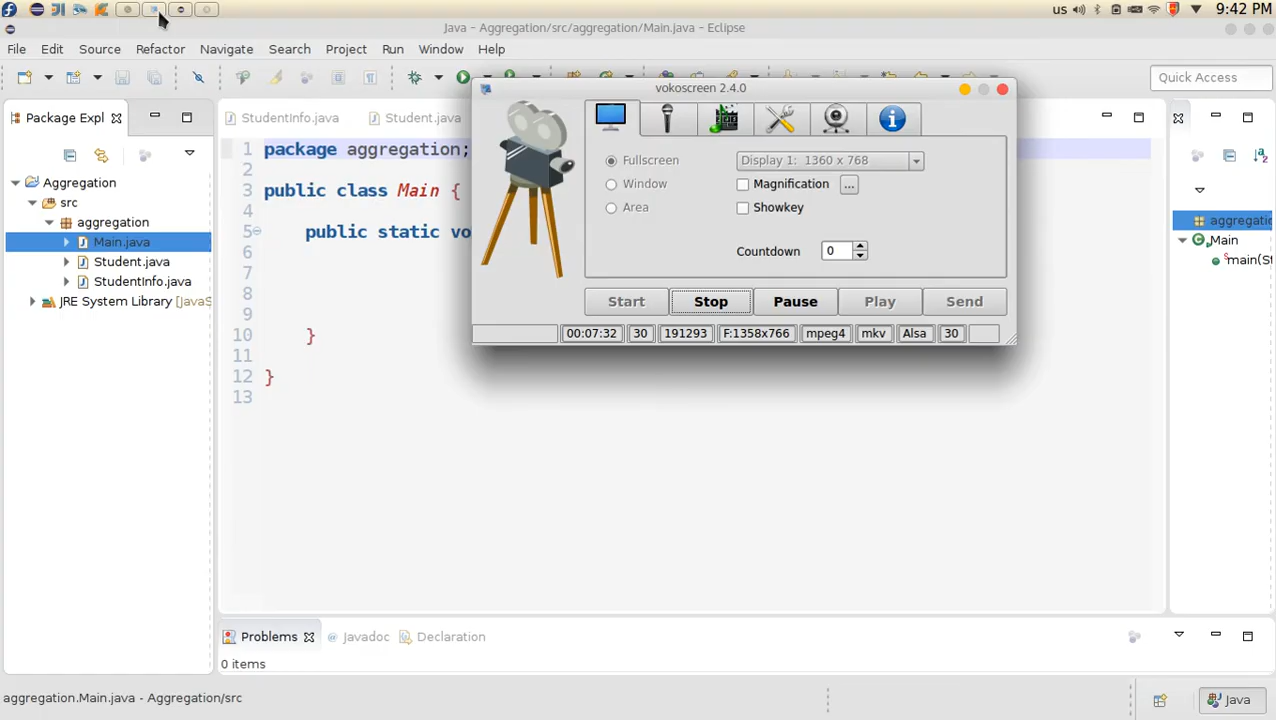 us 9:42 PM
Java - Aggregation/src/aggregation/Main.java - Eclipse
File Edit Source Refactor Navigate Search Project Run Window Help
Quick Access
vokoscreen 2.4.0
Package Expl
StudentInfo.java
Student.java
Aggregation
src
aggregation
Main.java
Student.java
StudentInfo.java
JRE System Library [JavaS
1 package aggregation;
2
3 public class Main {
4
5 public static vo
6
7
8
9
10 }
11
12 }
13
Fullscreen
Window
Area
Display 1: 1360 x 768
Magnification ...
Showkey
Countdown 0
Start Stop Pause Play Send
00:07:32 30 191293 F:1358x766 mpeg4 mkv Alsa 30
aggregatio
Main
main(S
Problems
@ Javadoc
Declaration
0 items
aggregation.Main.java - Aggregation/src
Java